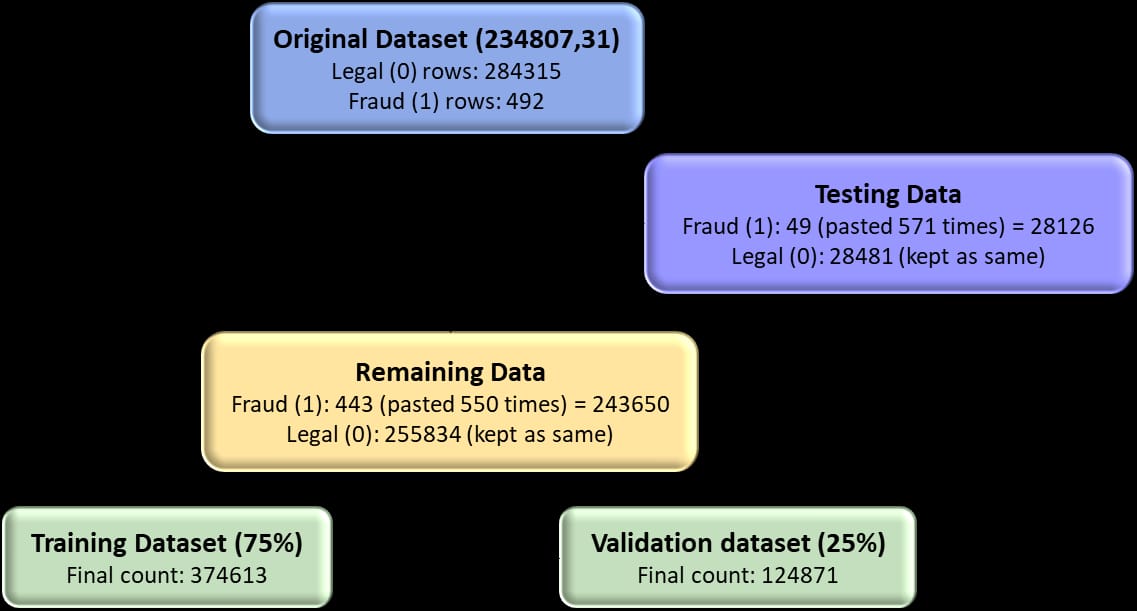 Original Dataset (234807,31)
Legal (0) rows: 284315
Fraud (1) rows: 492
Testing Data
Fraud (1): 49 (pasted 571 times) = 28126
Legal (0): 28481 (kept as same)
Remaining Data
Fraud (1): 443 (pasted 550 times) = 243650
Legal (0): 255834 (kept as same)
Training Dataset (75%)
Final count: 374613
Validation dataset (25%)
Final count: 124871